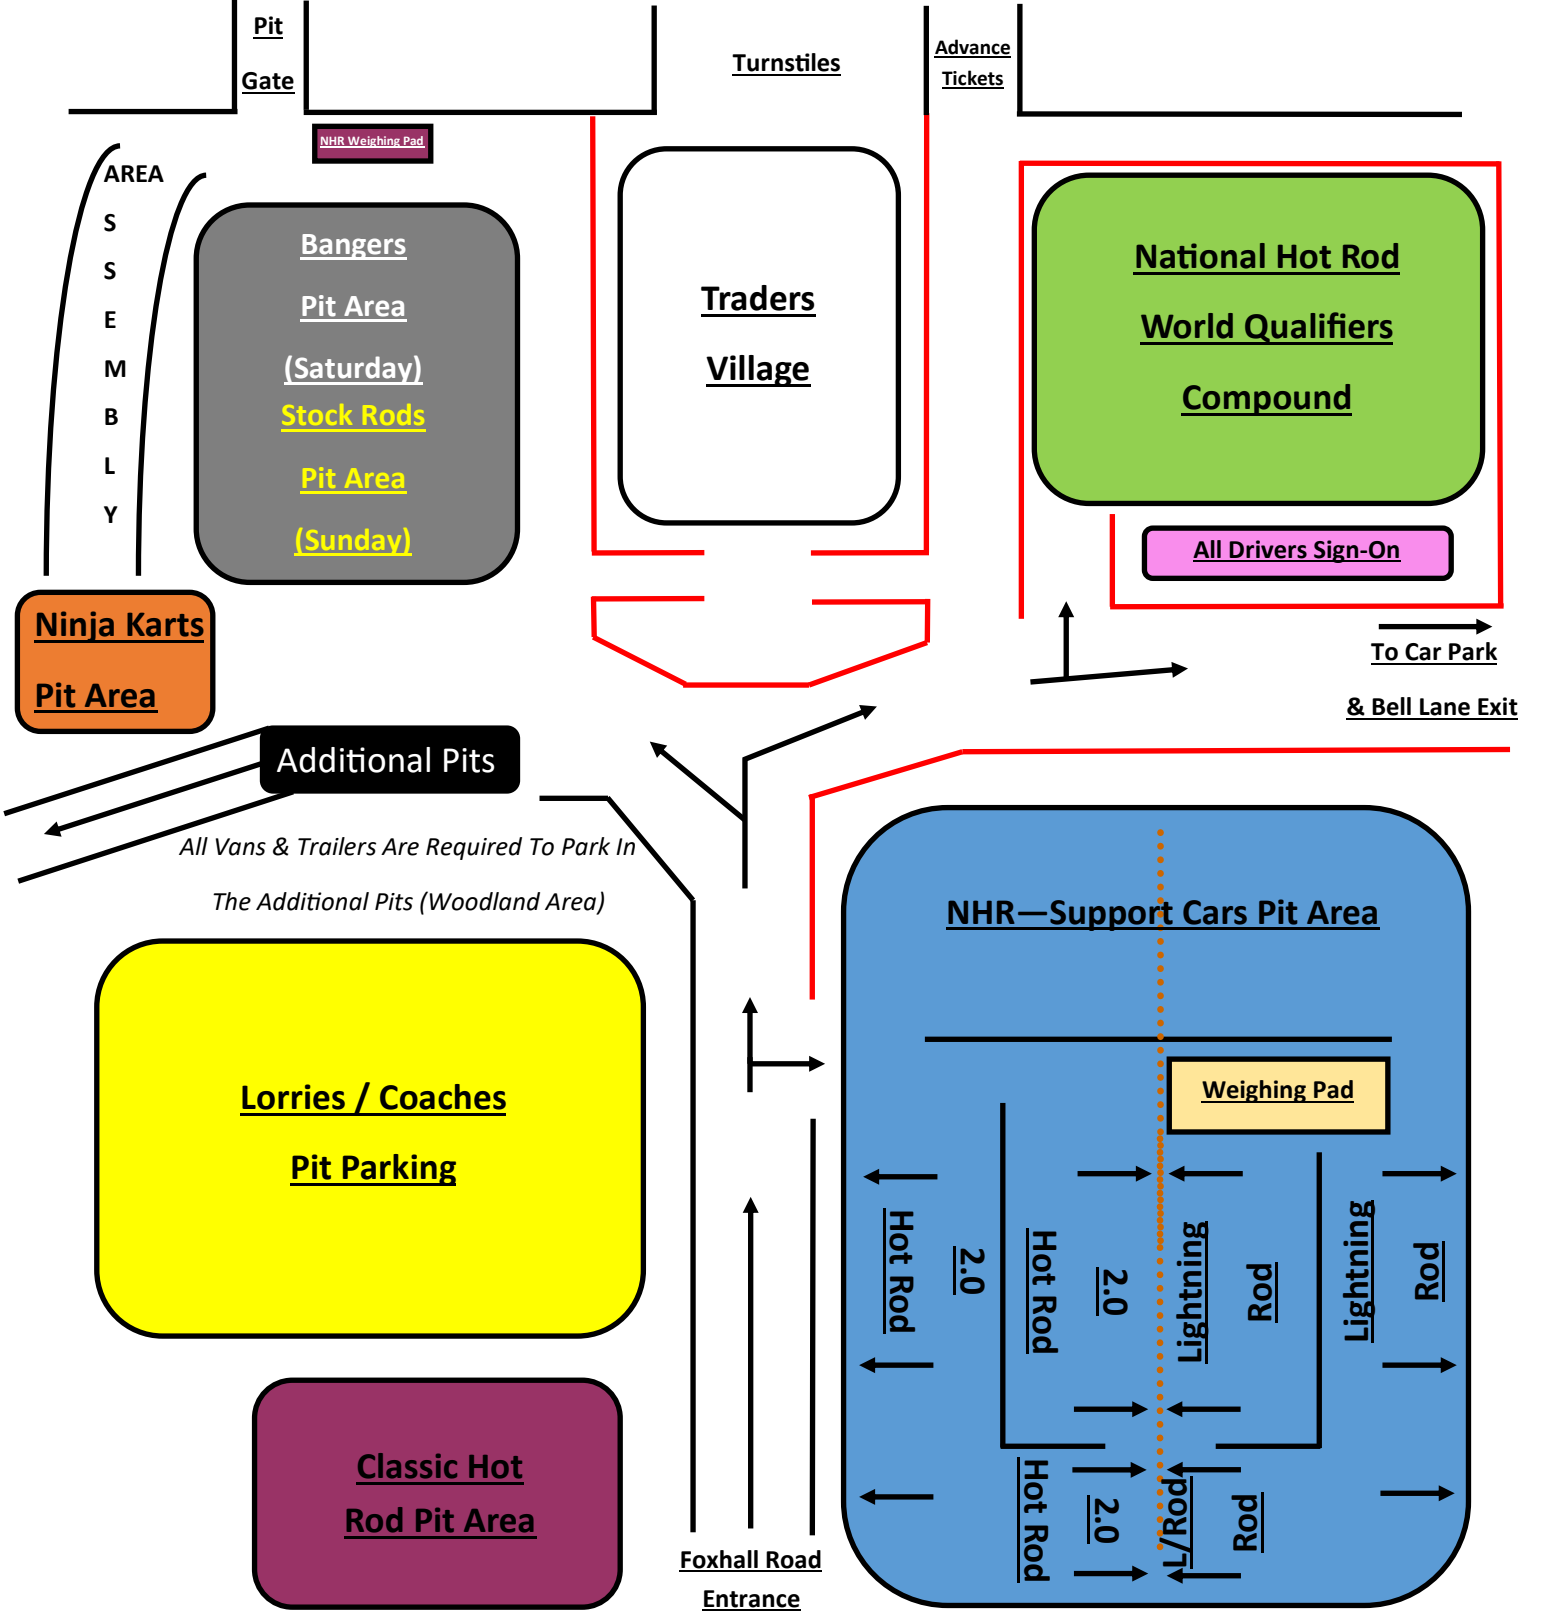 Pit
Gate
Turnstiles
Advance
Tickets
NHR Weighing Pad
AREA
S
S
E
M
B
L
Y
Bangers
Pit Area
(Saturday)
Stock Rods
Pit Area
(Sunday)
Traders
Village
National Hot Rod
World Qualifiers
Compound
All Drivers Sign-On
Ninja Karts
Pit Area
To Car Park
& Bell Lane Exit
Additional Pits
All Vans & Trailers Are Required To Park In
The Additional Pits (Woodland Area)
NHR—Support Cars Pit Area
Weighing Pad
Lorries / Coaches
Pit Parking
Hot Rod
2.0
Hot Rod
2.0
Lightning
Rod
Lightning
Rod
Classic Hot
Rod Pit Area
Hot Rod
2.0
L/Rod
Rod
Foxhall Road
Entrance